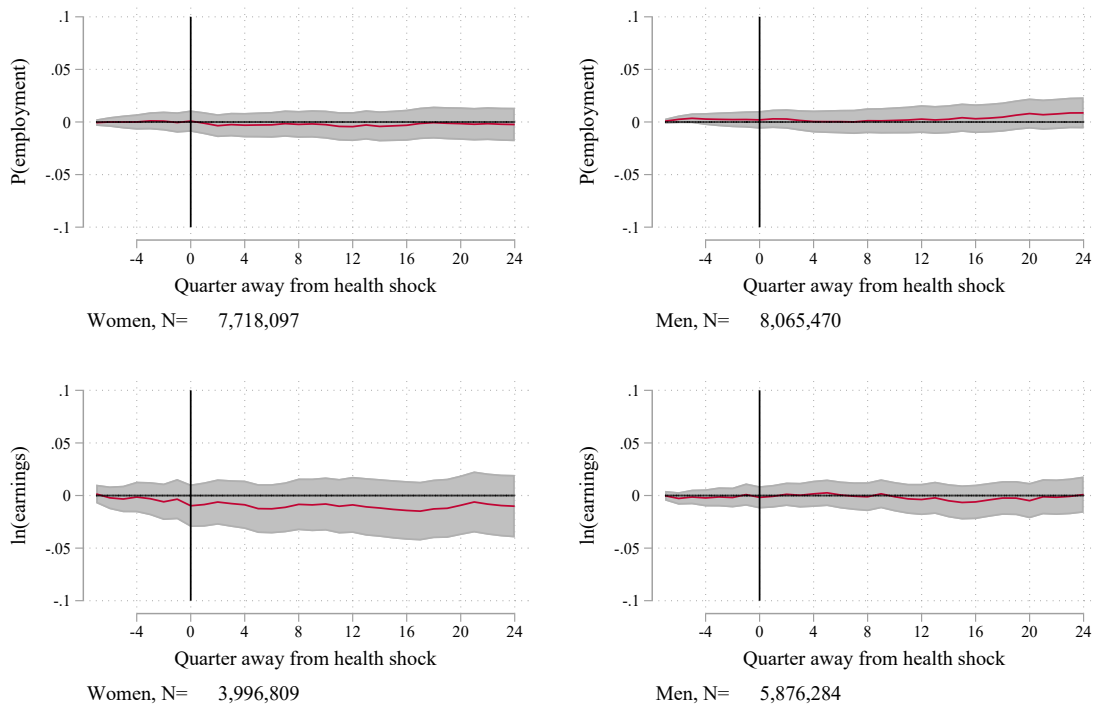 .1
.05
0
-.05
-.1
P(employment)
-4 0 4 8 12 16 20 24
Quarter away from health shock
Women, N= 7,718,097
.1
.05
0
-.05
-.1
P(employment)
-4 0 4 8 12 16 20 24
Quarter away from health shock
Men, N= 8,065,470
.1
.05
0
-.05
-.1
ln(earnings)
-4 0 4 8 12 16 20 24
Quarter away from health shock
Women, N= 3,996,809
.1
.05
0
-.05
-.1
ln(earnings)
-4 0 4 8 12 16 20 24
Quarter away from health shock
Men, N= 5,876,284